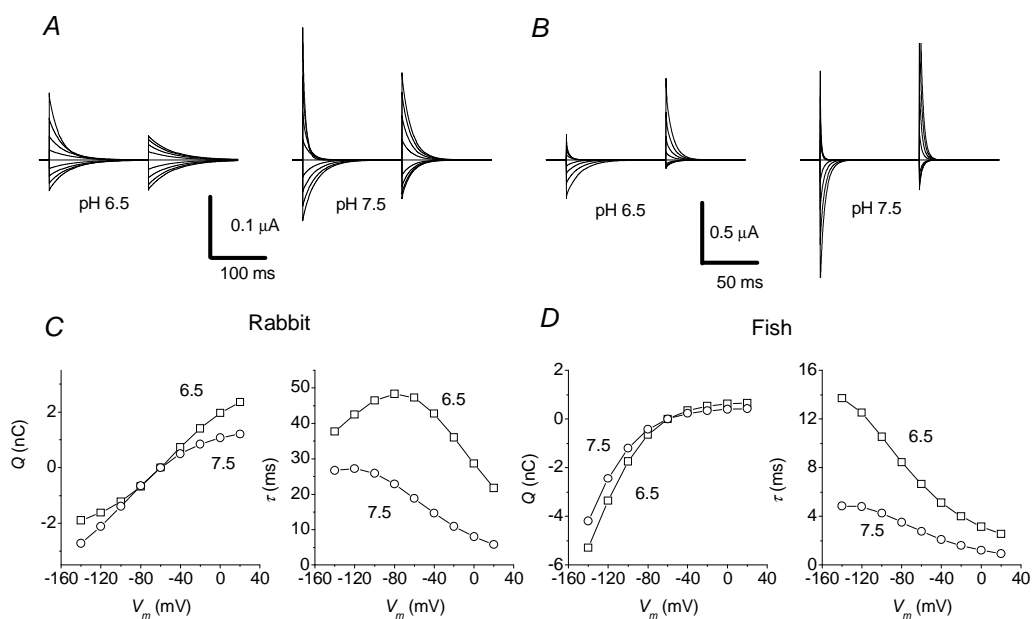 A
B
pH 6.5
0.1 μA
100 ms
pH 7.5
pH 6.5
0.5 μA
50 ms
pH 7.5
C
Rabbit
D
Fish
Q (nC)
2
0
-2
6.5
7.5
-160 -120 -80 -40 0 40
V_m (mV)
τ (ms)
50
40
30
20
10
0
6.5
7.5
-160 -120 -80 -40 0 40
V_m (mV)
Q (nC)
2
0
-2
-4
-6
7.5
6.5
-160 -120 -80 -40 0 40
V_m (mV)
τ (ms)
16
12
8
4
0
6.5
7.5
-160 -120 -80 -40 0 40
V_m (mV)